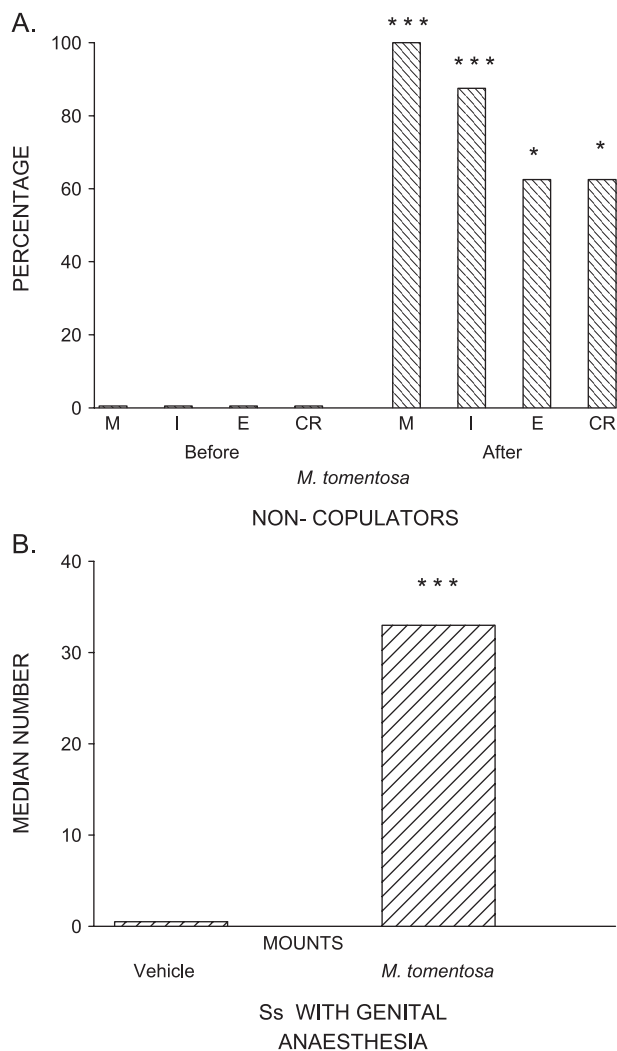 A.
* * *
* * *
*
*
100
80
60
40
20
0
PERCENTAGE
M I E CR M I E CR
Before After
M. tomentosa
NON- COPULATORS
B.
* * *
40
30
20
10
0
MEDIAN NUMBER
MOUNTS
Vehicle M. tomentosa
Ss WITH GENITAL
ANAESTHESIA